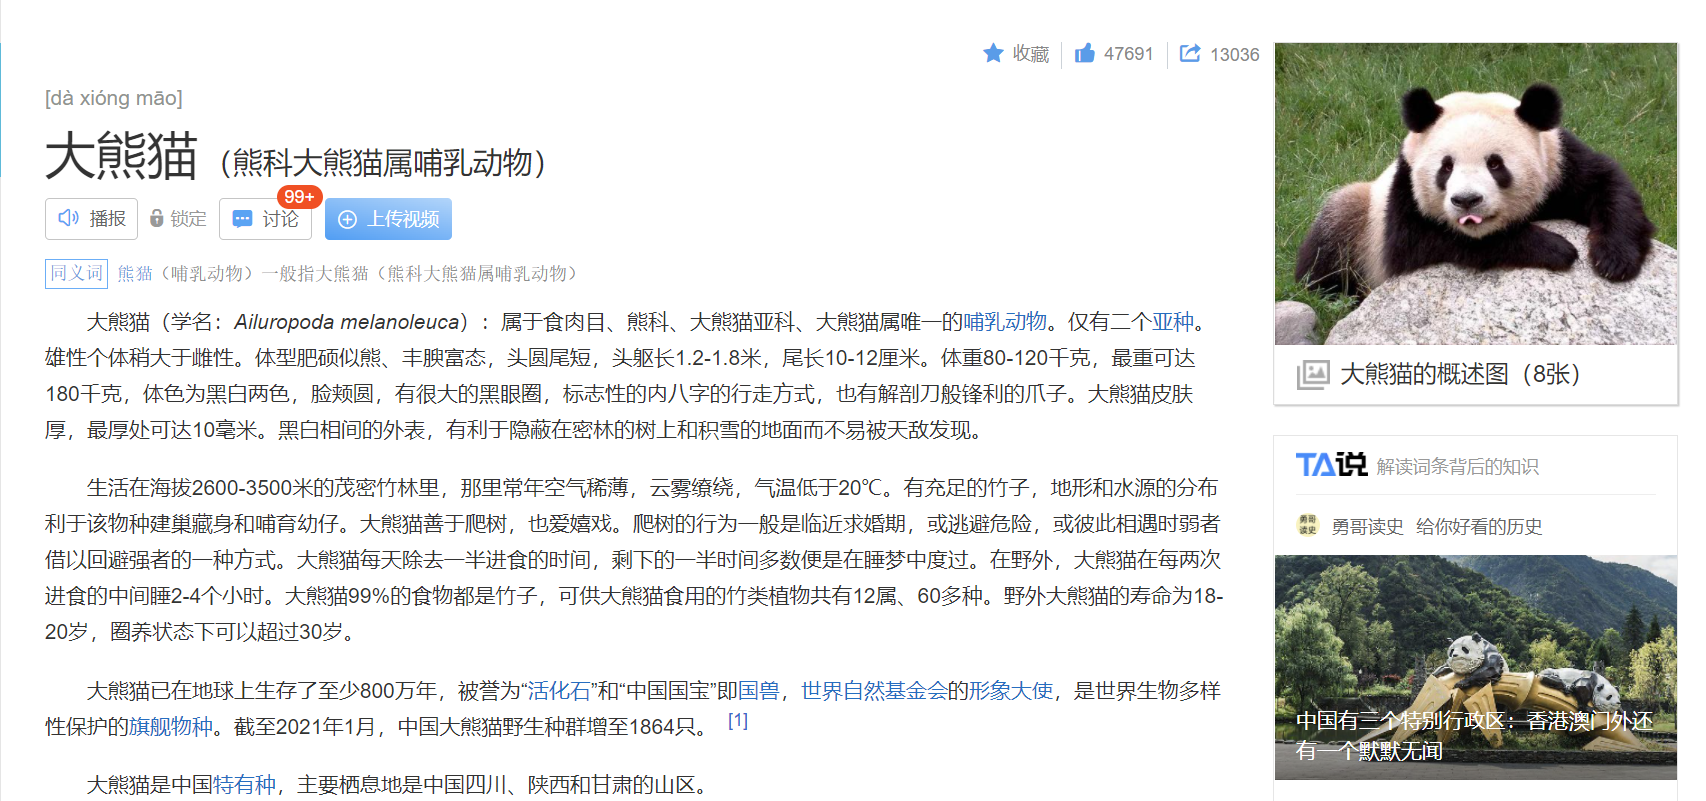 收藏 47691 13036
[dà xióng māo]
大熊猫（熊科大熊猫属哺乳动物）
播报 锁定 讨论 99+ 上传视频
同义词 熊猫（哺乳动物）一般指大熊猫（熊科大熊猫属哺乳动物）
大熊猫（学名：Ailuropoda melanoleuca）：属于食肉目、熊科、大熊猫亚科、大熊猫属唯一的哺乳动物。仅有二个亚种。
雄性个体稍大于雌性。体型肥硕似熊、丰腴富态，头圆尾短，头躯长1.2-1.8米，尾长10-12厘米。体重80-120千克，最重可达
180千克，体色为黑白两色，脸颊圆，有很大的黑眼圈，标志性的内八字的行走方式，也有解剖刀般锋利的爪子。大熊猫皮肤
厚，最厚处可达10毫米。黑白相间的外表，有利于隐蔽在密林的树上和积雪的地面而不易被天敌发现。
生活在海拔2600-3500米的茂密竹林里，那里常年空气稀薄，云雾缭绕，气温低于20℃。有充足的竹子，地形和水源的分布
利于该物种建巢藏身和哺育幼仔。大熊猫善于爬树，也爱嬉戏。爬树的行为一般是临近求婚期，或逃避危险，或彼此相遇时弱者
借以回避强者的一种方式。大熊猫每天除去一半进食的时间，剩下的一半时间多数便是在睡梦中度过。在野外，大熊猫在每两次
进食的中间睡2-4个小时。大熊猫99%的食物都是竹子，可供大熊猫食用的竹类植物共有12属、60多种。野外大熊猫的寿命为18-
20岁，圈养状态下可以超过30岁。
大熊猫已在地球上生存了至少800万年，被誉为“活化石”和“中国国宝”即国兽，世界自然基金会的形象大使，是世界生物多样
性保护的旗舰物种。截至2021年1月，中国大熊猫野生种群增至1864只。 [1]
大熊猫是中国特有种，主要栖息地是中国四川、陕西和甘肃的山区。
大熊猫的概述图（8张）
TA说 解读词条背后的知识
勇哥
读史
勇哥读史 给你好看的历史
中国有三个特别行政区：香港澳门外还
有一个默默无闻